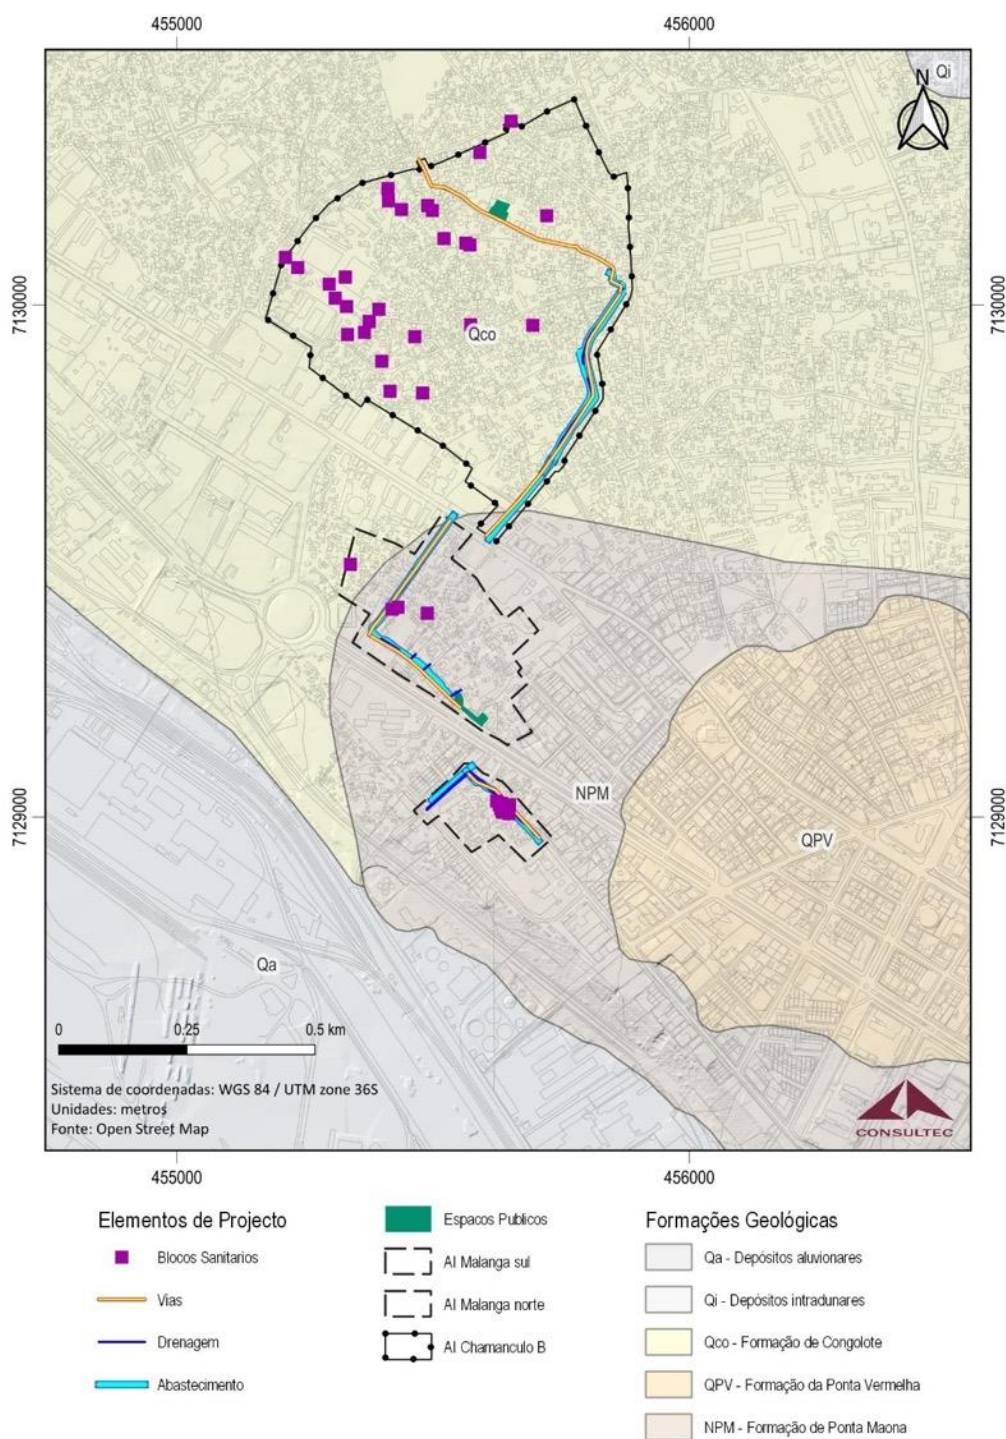 455000
456000
Qi
N
7130000
7130000
Qco
NPM
7129000
7129000
QPV
Qa
0
0.25
0.5 km
Sistema de coordenadas: WGS 84 / UTM zone 36S
Unidades: metros
Fonte: Open Street Map
CONSULTEC
455000
456000
Elementos de Projecto
Blocos Sanitarios
Vias
Drenagem
Abastecimento
Espacos Publicos
AI Malanga sul
AI Malanga norte
AI Chamanculo B
Formações Geológicas
Qa - Depósitos aluvionares
Qi - Depósitos intradunares
Qco - Formação de Congolote
QPV - Formação da Ponta Vermelha
NPM - Formação de Ponta Maona